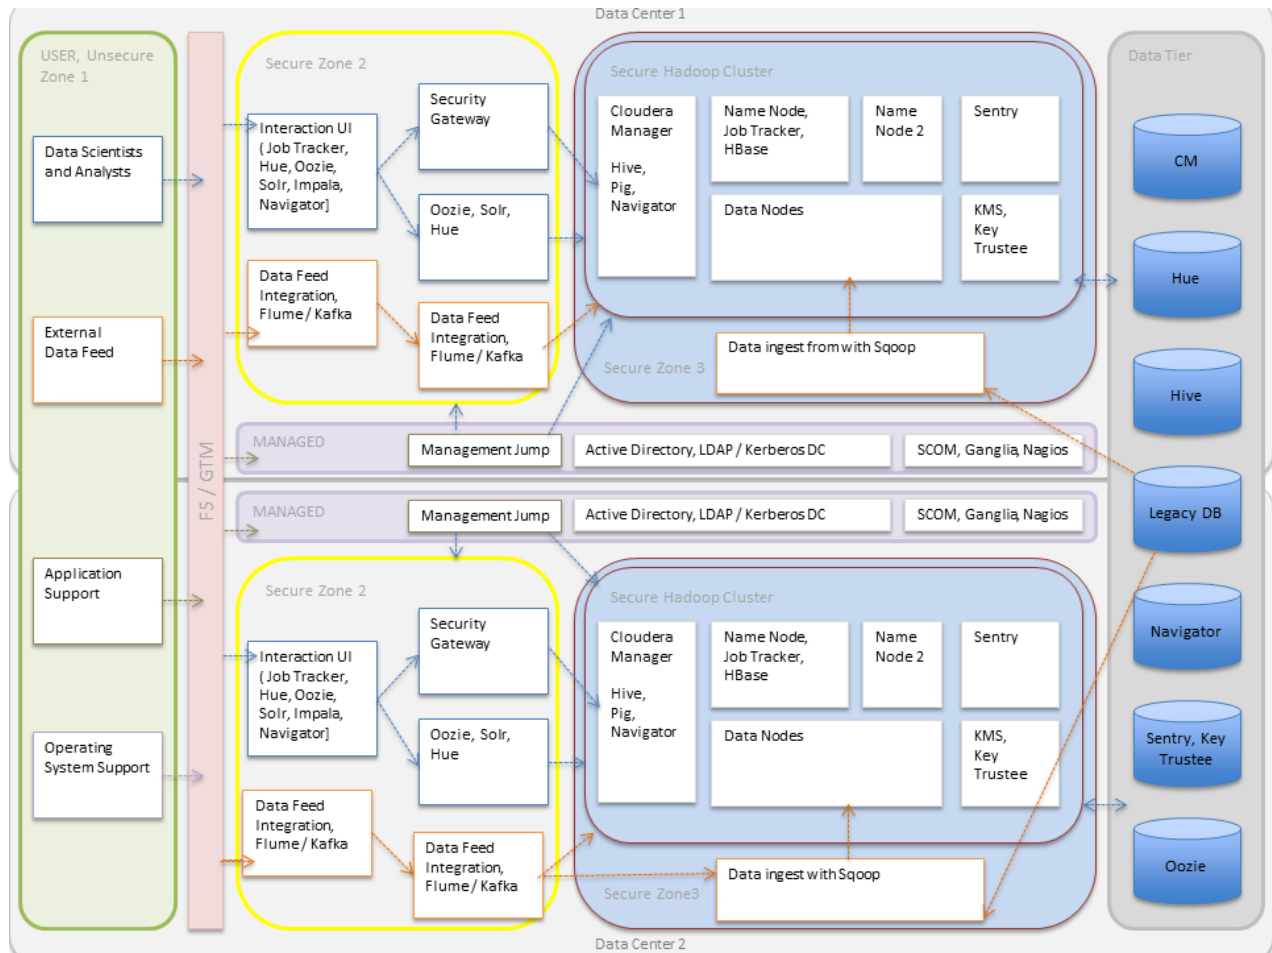 Data Center 1
USER, Unsecure
Zone 1
Data Scientists
and Analysts
External
Data Feed
Application
Support
Operating
System Support
F5 / GTM
Secure Zone 2
Interaction UI
( Job Tracker,
Hue, Oozie,
Solr, Impala,
Navigator]
Security
Gateway
Oozie, Solr,
Hue
Data Feed
Integration,
Flume / Kafka
Data Feed
Integration,
Flume / Kafka
Secure Hadoop Cluster
Cloudera
Manager
Hive,
Pig,
Navigator
Name Node,
Job Tracker,
HBase
Name
Node 2
Sentry
Data Nodes
KMS,
Key
Trustee
Data ingest from with Sqoop
Secure Zone 3
MANAGED
Management Jump
Active Directory, LDAP / Kerberos DC
SCOM, Ganglia, Nagios
MANAGED
Management Jump
Active Directory, LDAP / Kerberos DC
SCOM, Ganglia, Nagios
Secure Zone 2
Interaction UI
( Job Tracker,
Hue, Oozie,
Solr, Impala,
Navigator]
Security
Gateway
Oozie, Solr,
Hue
Data Feed
Integration,
Flume / Kafka
Data Feed
Integration,
Flume / Kafka
Secure Hadoop Cluster
Cloudera
Manager
Hive,
Pig,
Navigator
Name Node,
Job Tracker,
HBase
Name
Node 2
Sentry
Data Nodes
KMS,
Key
Trustee
Data ingest with Sqoop
Secure Zone3
Data Tier
CM
Hue
Hive
Legacy DB
Navigator
Sentry, Key
Trustee
Oozie
Data Center 2